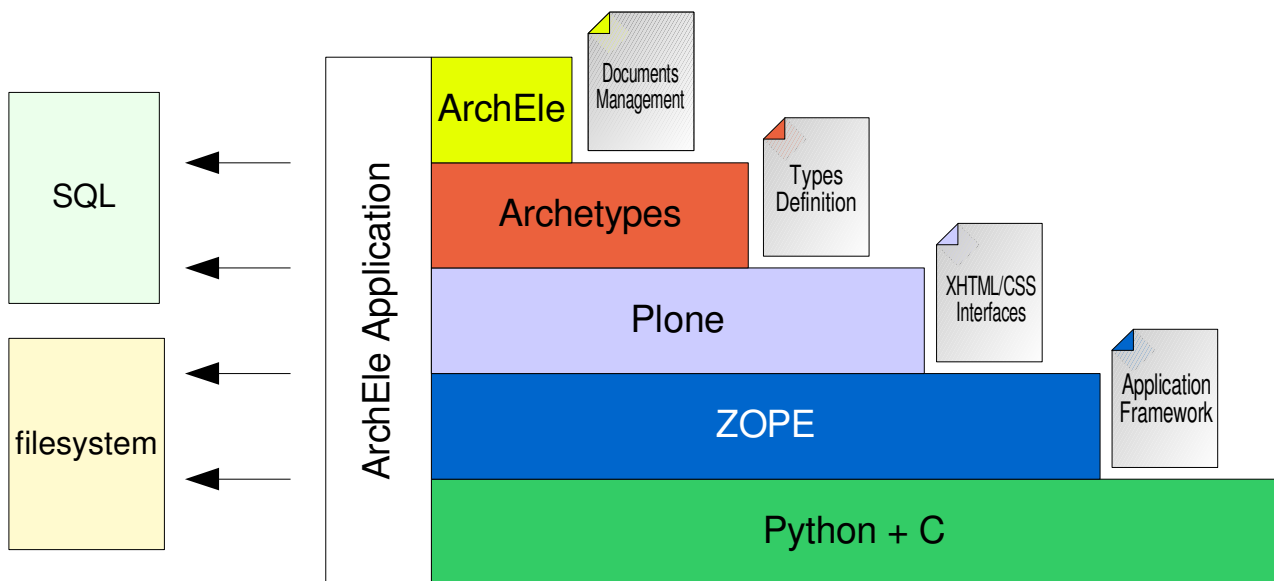 SQL
filesystem
ArchEle Application
ArchEle
Documents
Management
Archetypes
Types
Definition
Plone
XHTML/CSS
Interfaces
ZOPE
Application
Framework
Python + C